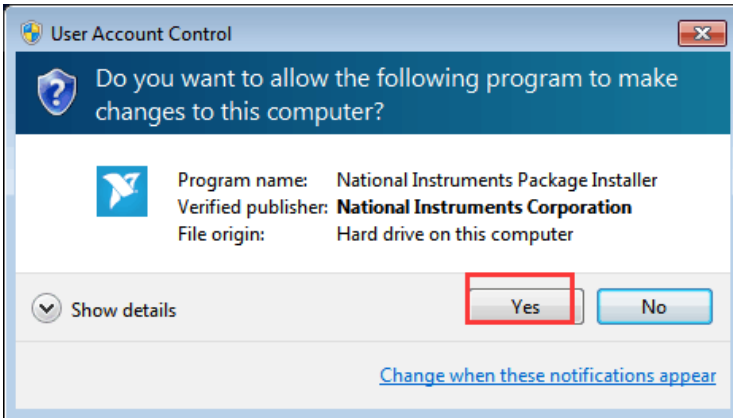 User Account Control
Do you want to allow the following program to make
changes to this computer?
Program name: National Instruments Package Installer
Verified publisher: National Instruments Corporation
File origin: Hard drive on this computer
Show details
Yes
No
Change when these notifications appear